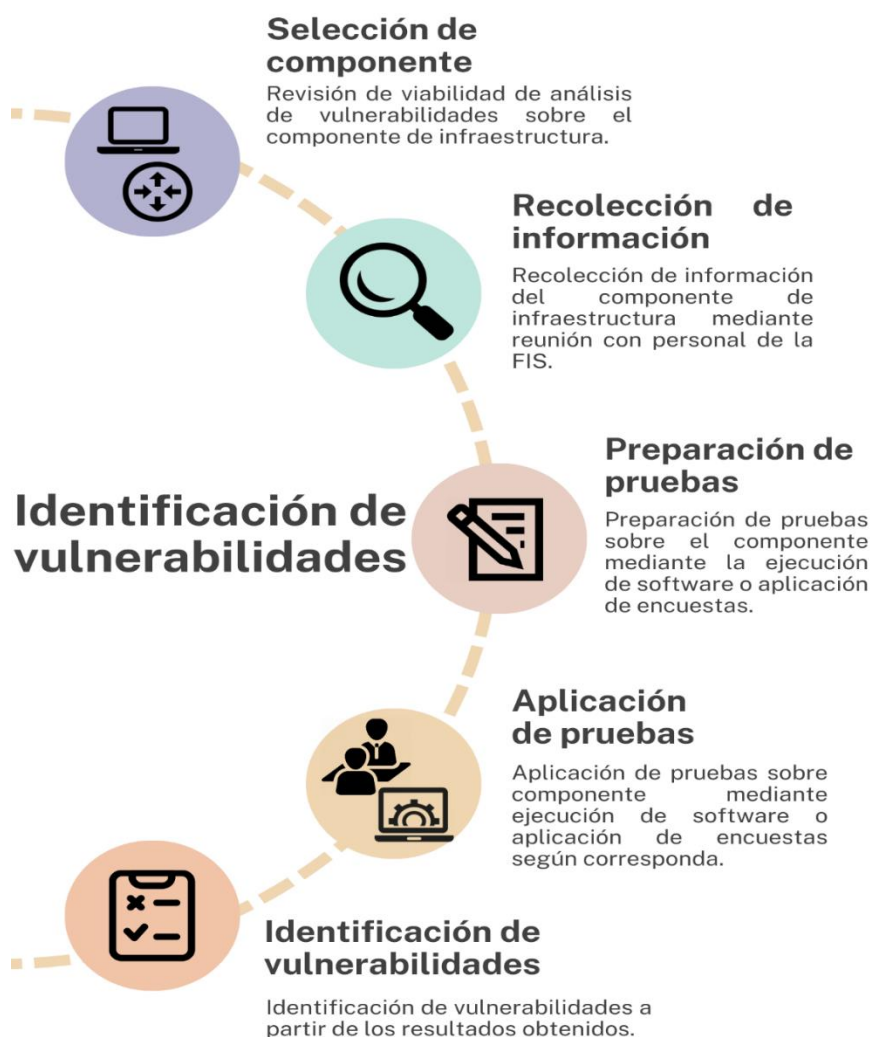 Selección de
componente
Revisión de viabilidad de análisis
de vulnerabilidades sobre el
componente de infraestructura.
Recolección de
información
Recolección de información
del componente de
infraestructura mediante
reunión con personal de la
FIS.
Identificación de
vulnerabilidades
Preparación de
pruebas
Preparación de pruebas
sobre el componente
mediante la ejecución
de software o aplicación
de encuestas.
Aplicación
de pruebas
Aplicación de pruebas sobre
componente mediante
ejecución de software o
aplicación de encuestas
según corresponda.
Identificación de
vulnerabilidades
Identificación de vulnerabilidades a
partir de los resultados obtenidos.